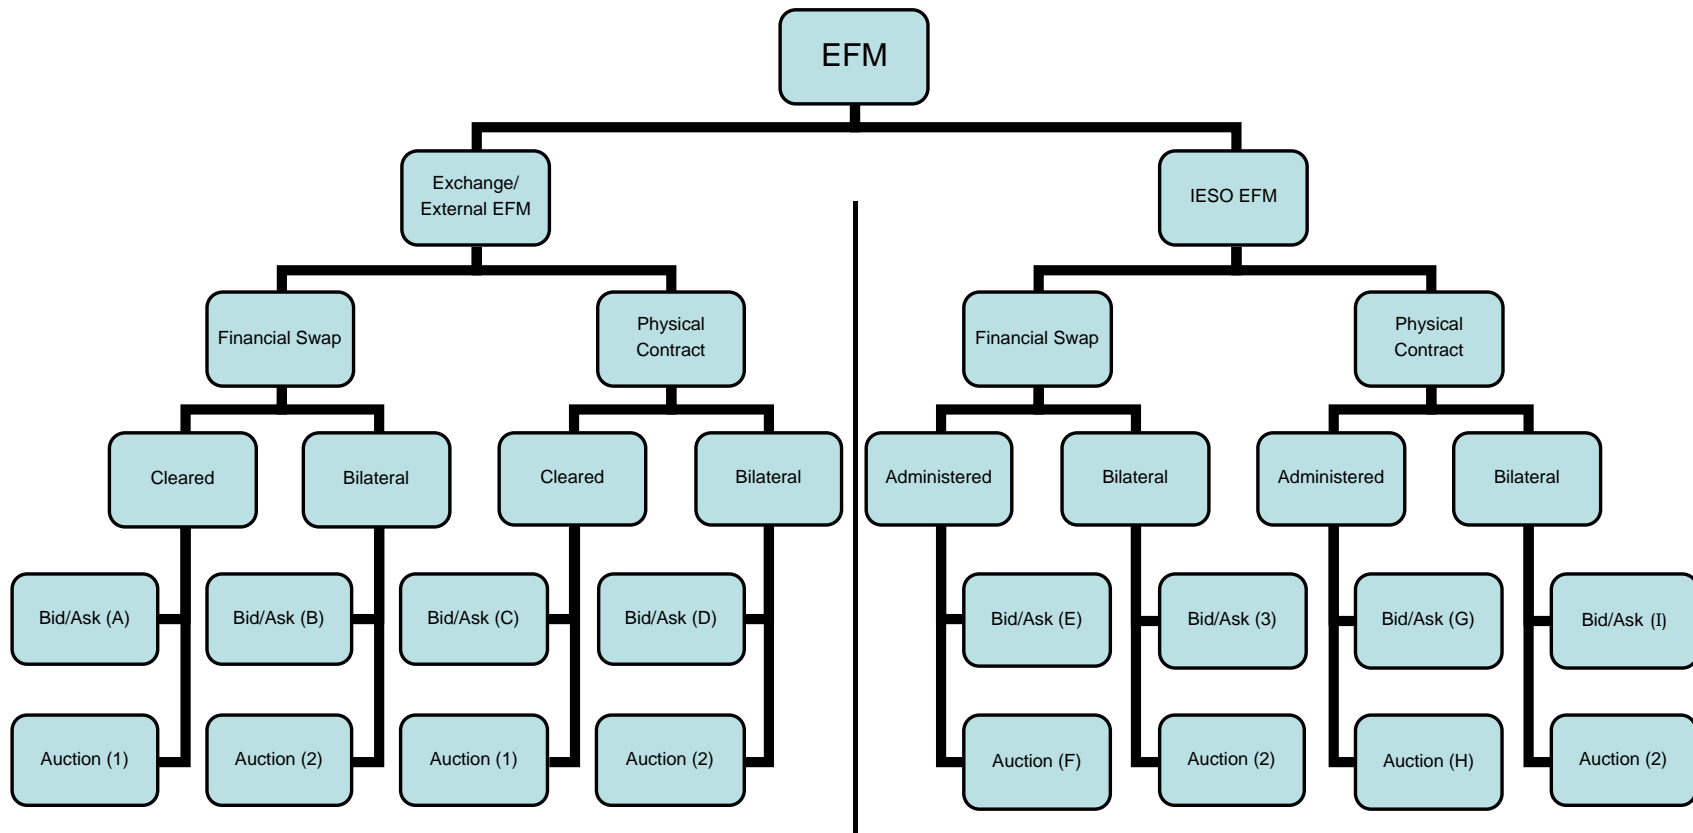 EFM
Exchange/
External EFM
IESO EFM
Financial Swap
Physical
Contract
Financial Swap
Physical
Contract
Cleared
Bilateral
Cleared
Bilateral
Administered
Bilateral
Administered
Bilateral
Bid/Ask (A)
Bid/Ask (B)
Bid/Ask (C)
Bid/Ask (D)
Bid/Ask (E)
Bid/Ask (3)
Bid/Ask (G)
Bid/Ask (I)
Auction (1)
Auction (2)
Auction (1)
Auction (2)
Auction (F)
Auction (2)
Auction (H)
Auction (2)